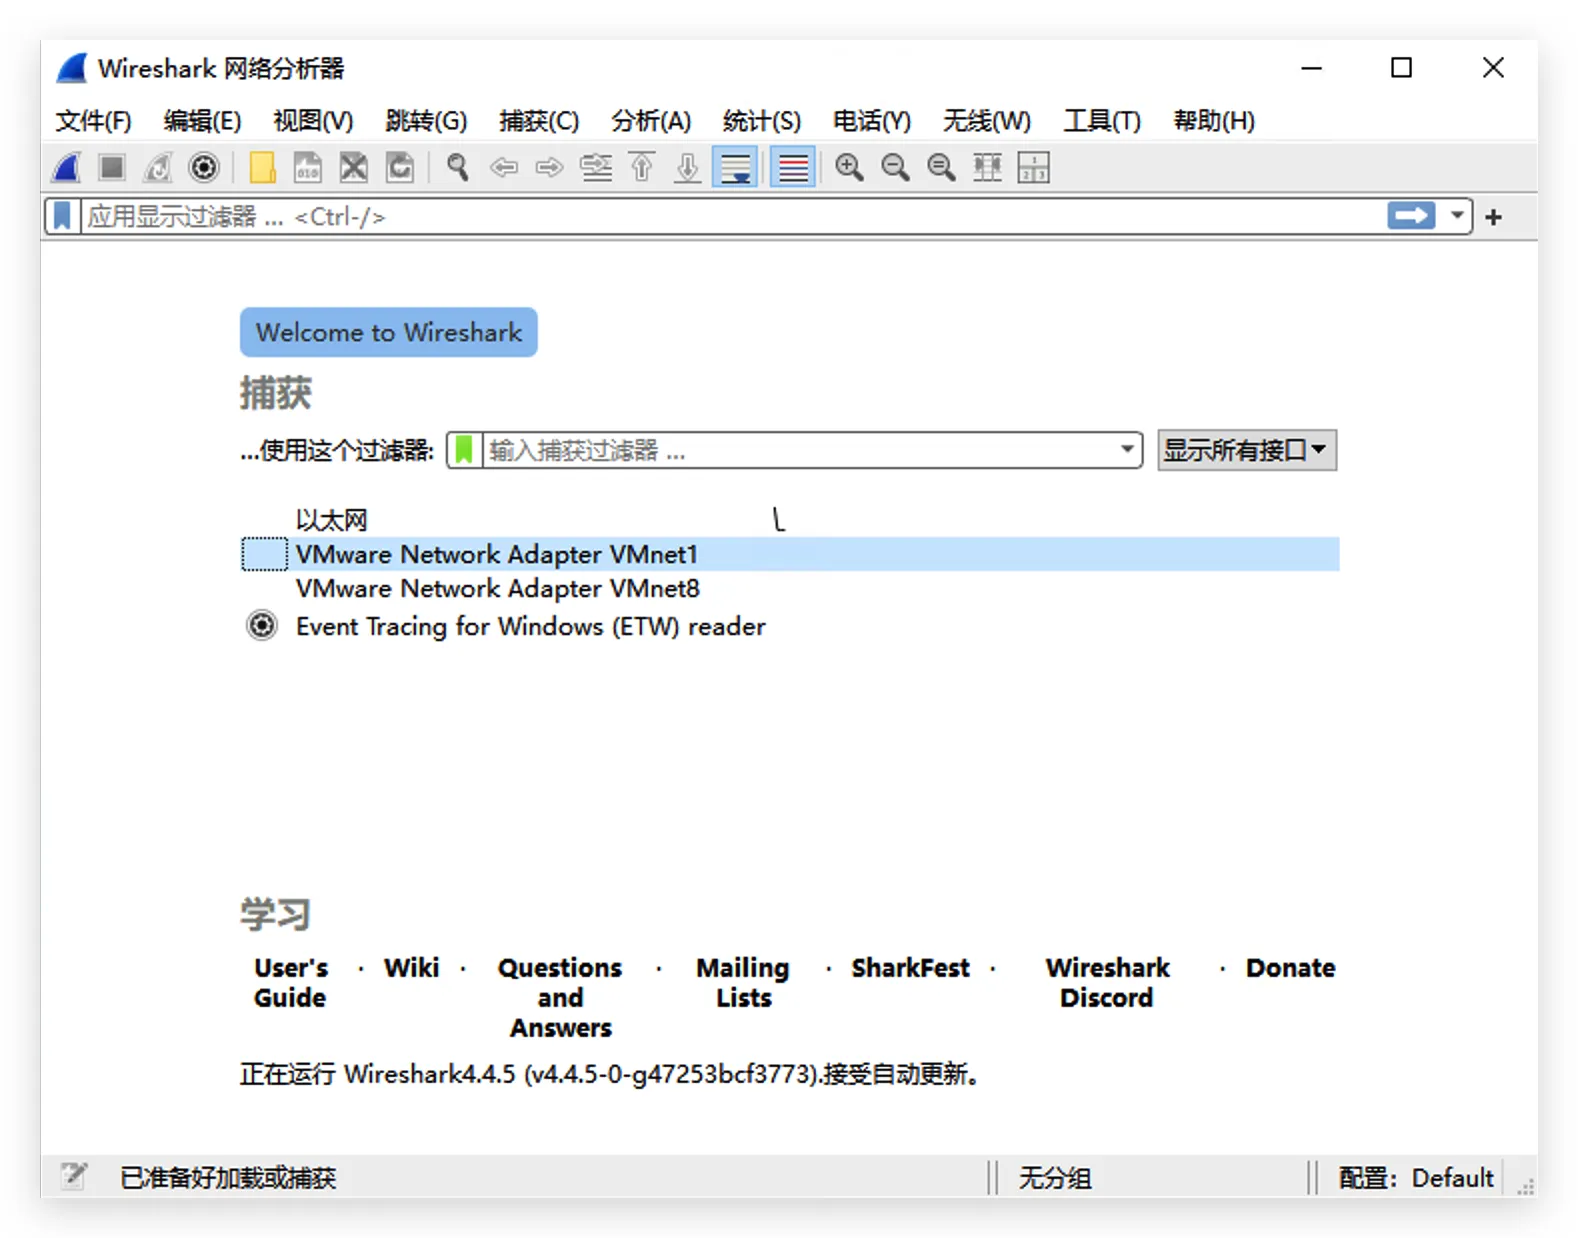 Wireshark 网络分析器
文件(F) 编辑(E) 视图(V) 跳转(G) 捕获(C) 分析(A) 统计(S) 电话(Y) 无线(W) 工具(T) 帮助(H)
应用显示过滤器 … <Ctrl-/>
Welcome to Wireshark
捕获
…使用这个过滤器: 输入捕获过滤器 … 显示所有接口
以太网
VMware Network Adapter VMnet1
VMware Network Adapter VMnet8
Event Tracing for Windows (ETW) reader
学习
User's Guide · Wiki · Questions and Answers · Mailing Lists · SharkFest · Wireshark Discord · Donate
正在运行 Wireshark4.4.5 (v4.4.5-0-g47253bcf3773).接受自动更新。
已准备好加载或捕获 无分组 配置：Default